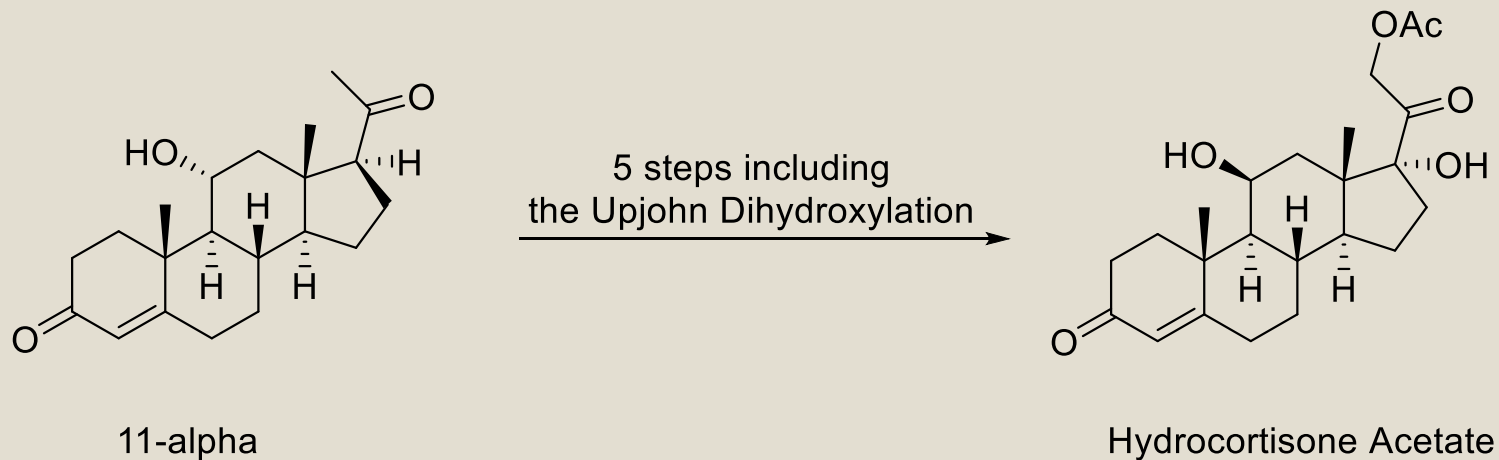 OAc
O
O
HO
H
HO
OH
5 steps including
the Upjohn Dihydroxylation
H
H
H
H
H
H
O
O
11-alpha
Hydrocortisone Acetate